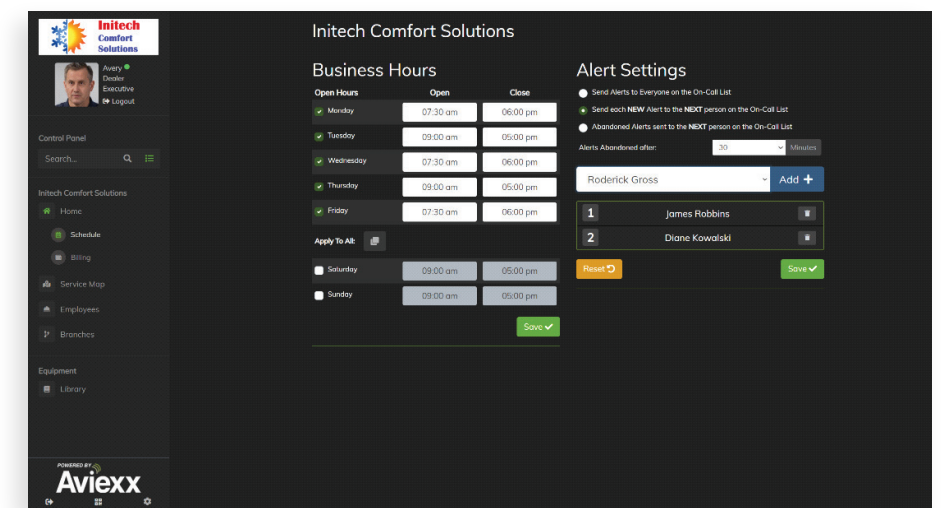 Initech
Comfort
Solutions
Avery
Dealer
Executive
Logout
Control Panel
Search...
Initech Comfort Solutions
Home
Schedule
Billing
Service Map
Employees
Branches
Equipment
Library
POWERED BY
Aviexx
Initech Comfort Solutions
Business Hours
Open Hours Open Close
Monday 07:30 am 06:00 pm
Tuesday 09:00 am 05:00 pm
Wednesday 07:30 am 06:00 pm
Thursday 09:00 am 05:00 pm
Friday 07:30 am 06:00 pm
Apply To All:
Saturday 09:00 am 05:00 pm
Sunday 09:00 am 05:00 pm
Save
Alert Settings
Send Alerts to Everyone on the On-Call List
Send each NEW Alert to the NEXT person on the On-Call List
Abandoned Alerts sent to the NEXT person on the On-Call List
Alerts Abandoned after: 30 Minutes
Roderick Gross Add
1 James Robbins
2 Diane Kowalski
Reset Save